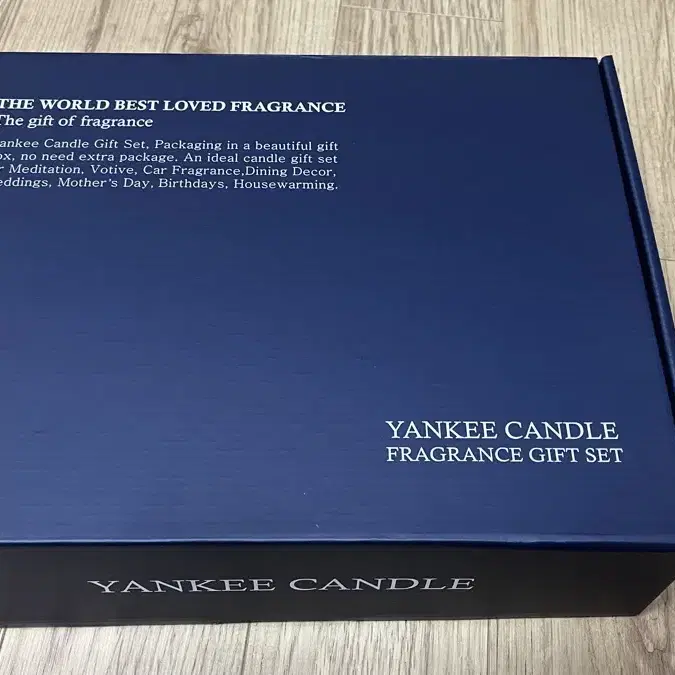 THE WORLD BEST LOVED FRAGRANCE
The gift of fragrance
ankee Candle Gift Set, Packaging in a beautiful gift
ox, no need extra package. An ideal candle gift set
r Meditation, Votive, Car Fragrance,Dining Decor,
eddings, Mother's Day, Birthdays, Housewarming.
YANKEE CANDLE
FRAGRANCE GIFT SET
YANKEE CANDLE